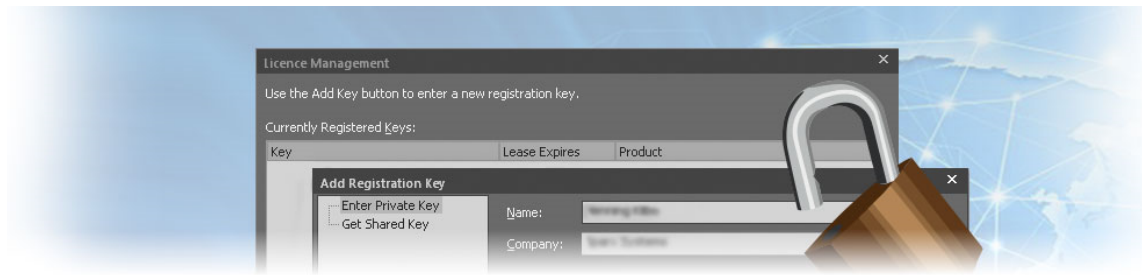 Licence Management
Use the Add Key button to enter a new registration key.
Currently Registered Keys:
Key Lease Expires Product
Add Registration Key
Enter Private Key
Get Shared Key
Name:
Company: